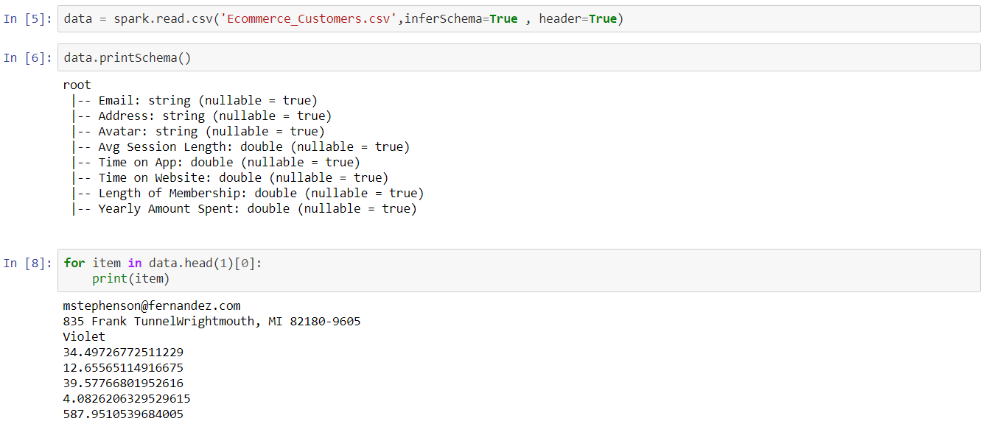 In [5]: data = spark.read.csv('Ecommerce_Customers.csv',inferSchema=True , header=True)
In [6]: data.printSchema()
root
 |-- Email: string (nullable = true)
 |-- Address: string (nullable = true)
 |-- Avatar: string (nullable = true)
 |-- Avg Session Length: double (nullable = true)
 |-- Time on App: double (nullable = true)
 |-- Time on Website: double (nullable = true)
 |-- Length of Membership: double (nullable = true)
 |-- Yearly Amount Spent: double (nullable = true)
In [8]: for item in data.head(1)[0]:
    print(item)
mstephenson@fernandez.com
835 Frank TunnelWrightmouth, MI 82180-9605
Violet
34.49726772511229
12.65565114916675
39.57766801952616
4.0826206329529615
587.9510539684005